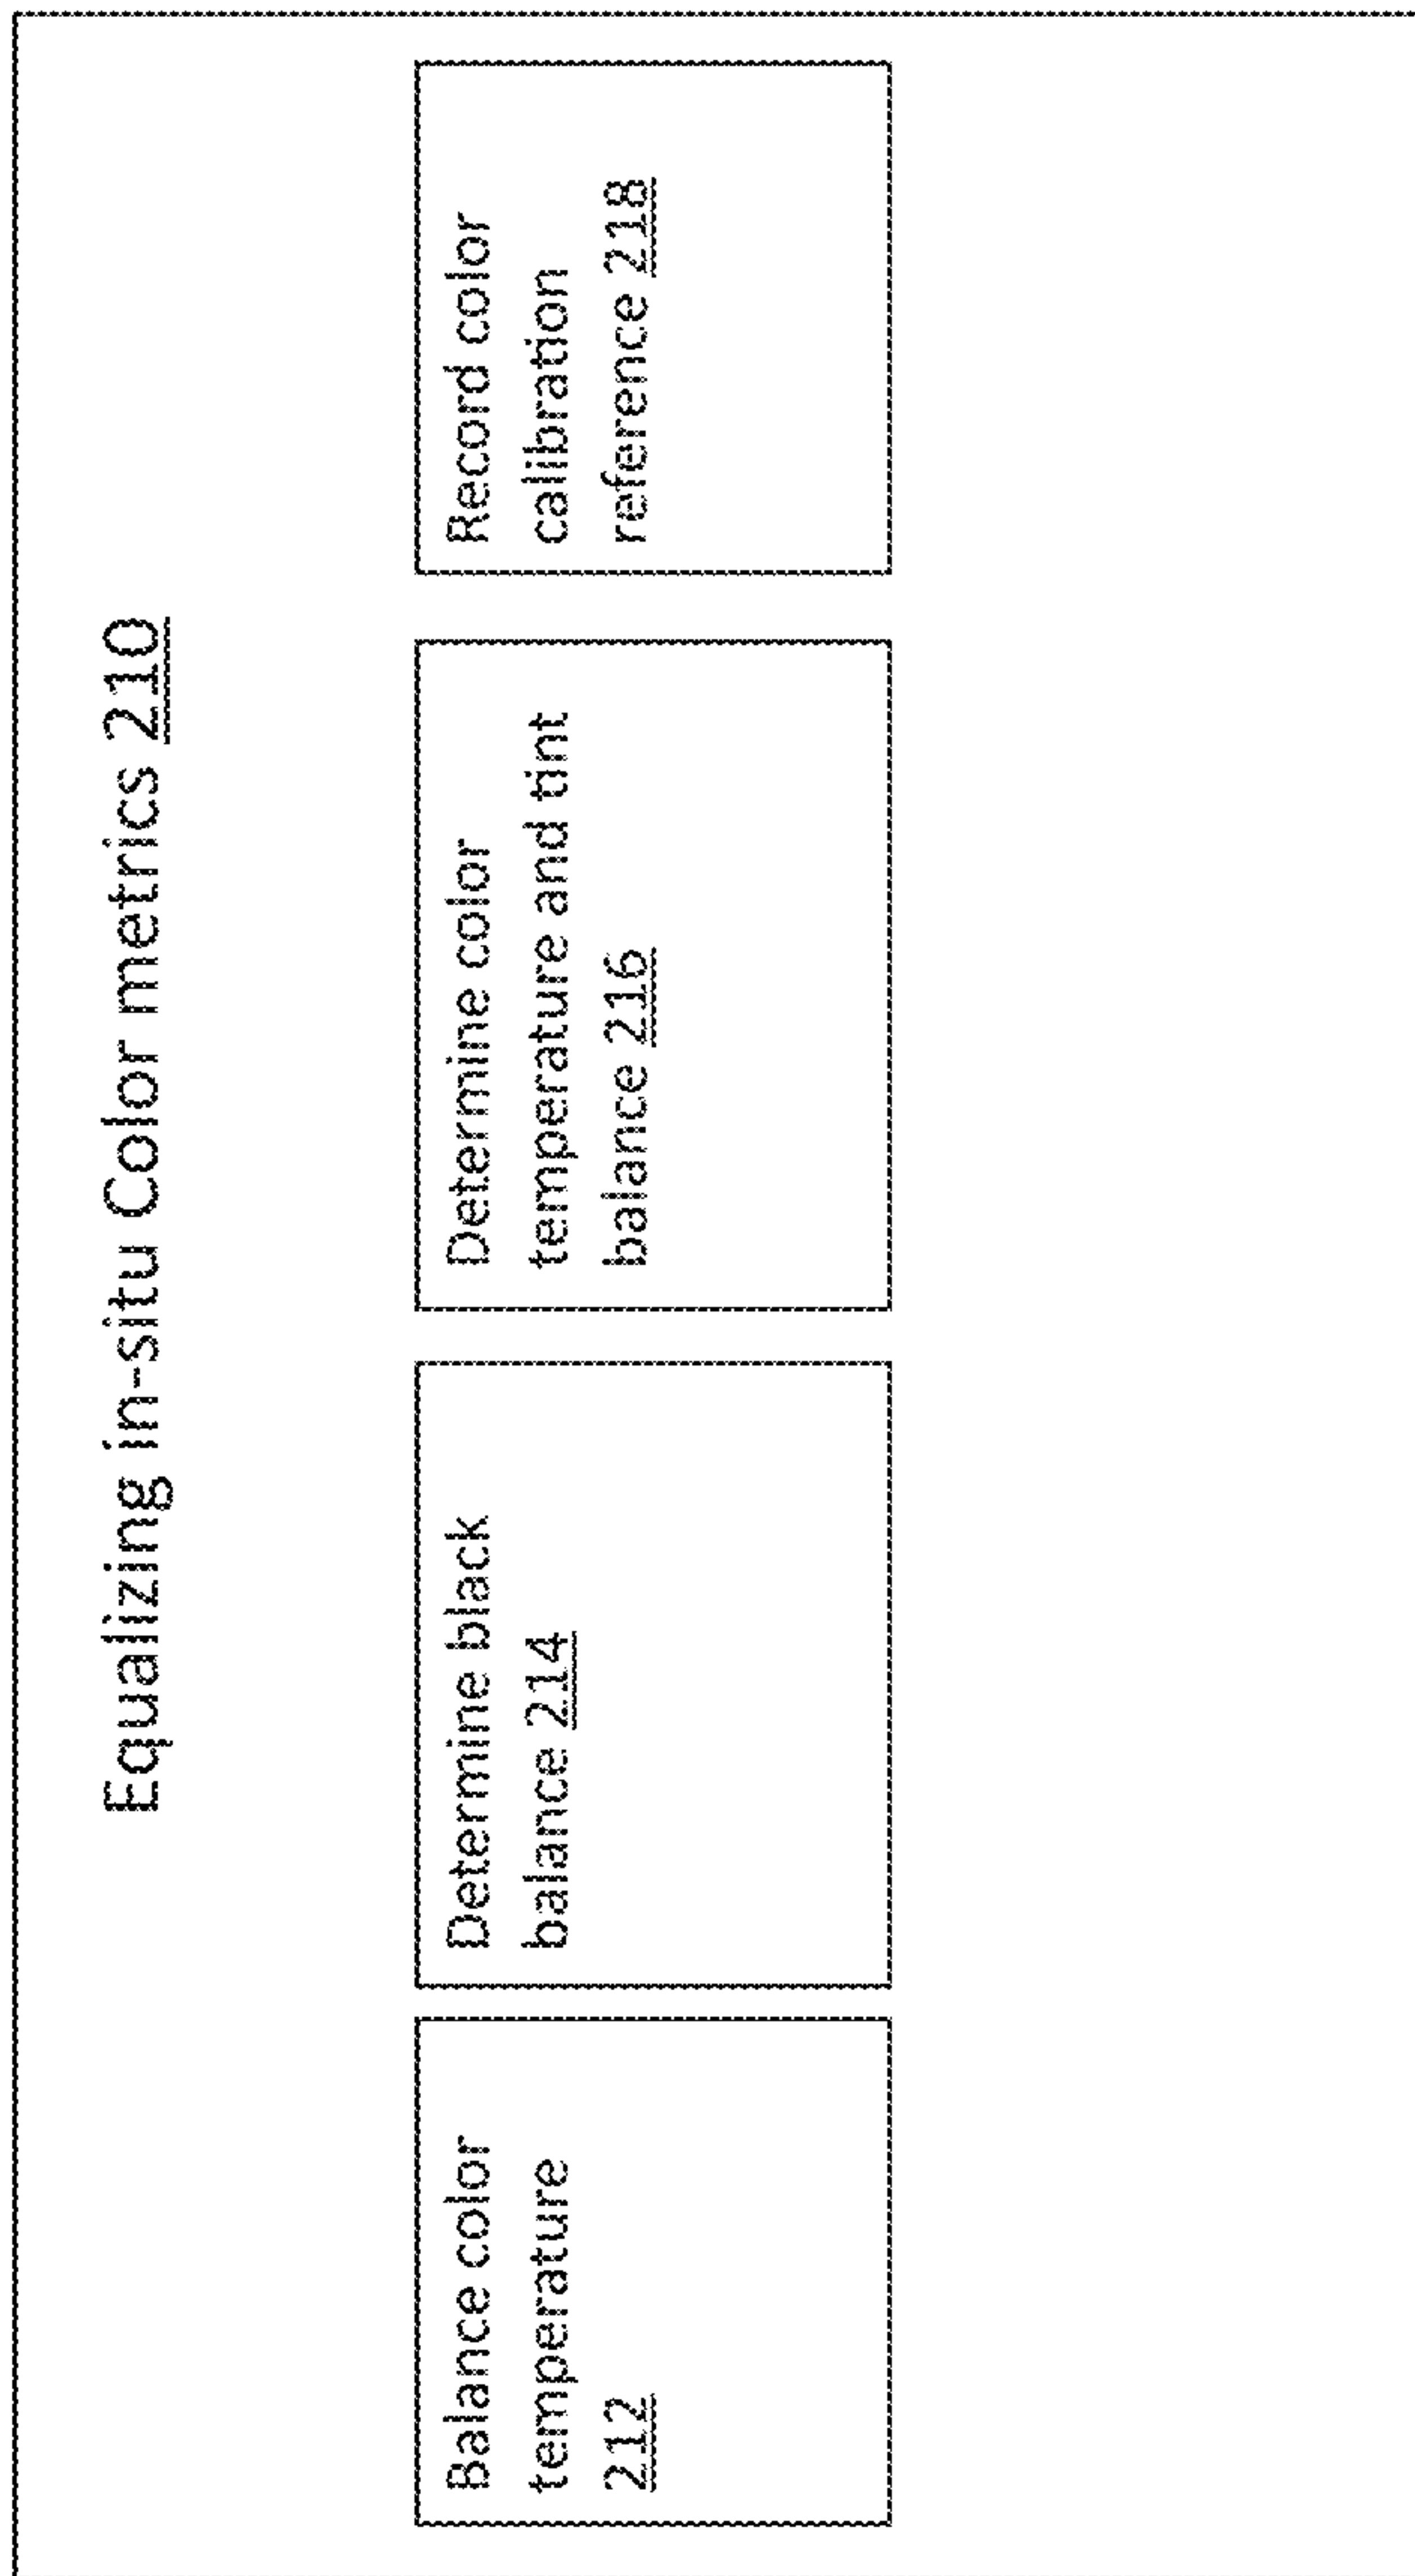 Equalizing in-situ Color metrics 210
Balance color
temperature
212
Determine black
balance 214
Determine color
temperature and tint
balance 216
Record color
calibration
reference 218